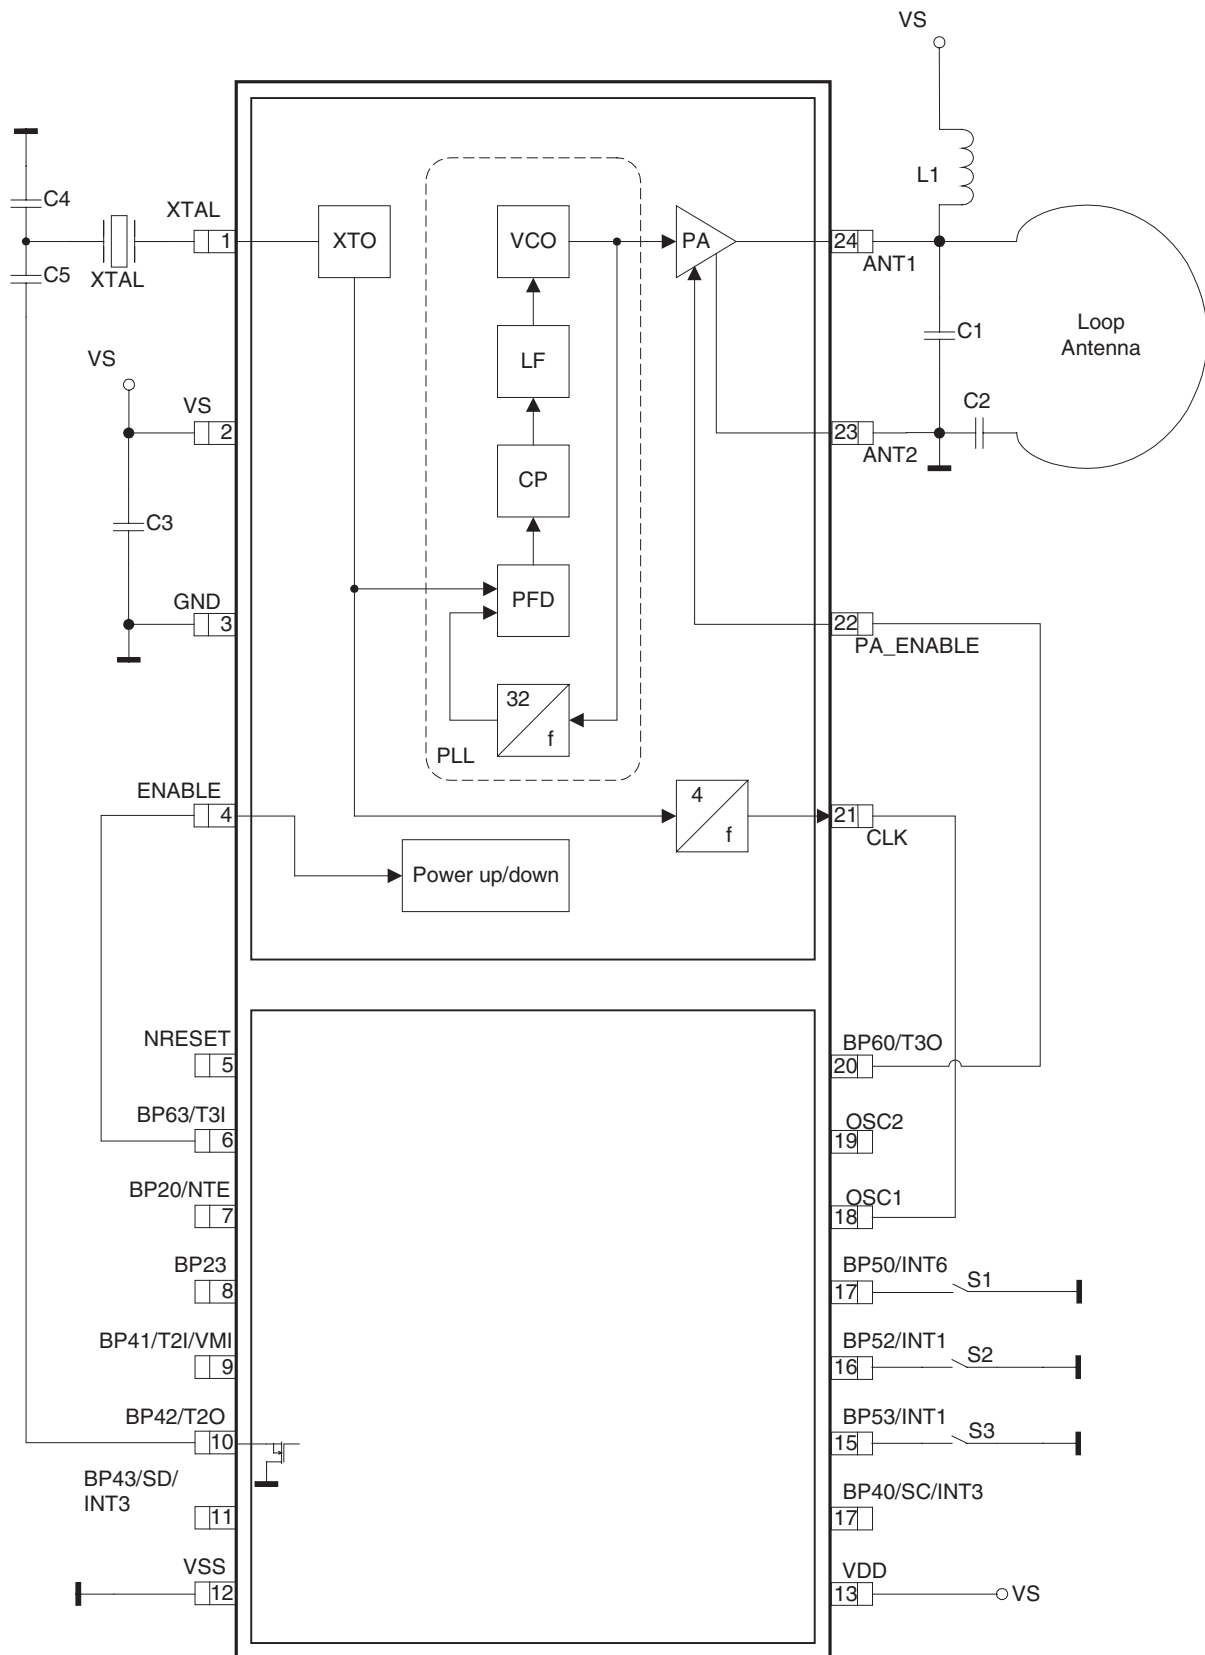 VS
L1
C4
XTAL
1
XTO
VCO
PA
24
ANT1
C5
XTAL
Loop
Antenna
C1
VS
LF
C2
VS
2
23
ANT2
CP
C3
GND
3
PFD
22
PA_ENABLE
32
f
PLL
ENABLE
4
4
f
21
CLK
Power up/down
NRESET
5
BP60/T3O
20
BP63/T3I
6
OSC2
19
BP20/NTE
7
OSC1
18
BP23
8
BP50/INT6
17
S1
BP41/T2I/VMI
9
BP52/INT1
16
S2
BP42/T2O
10
BP53/INT1
15
S3
BP43/SD/
INT3
11
BP40/SC/INT3
17
VSS
12
VDD
13
VS